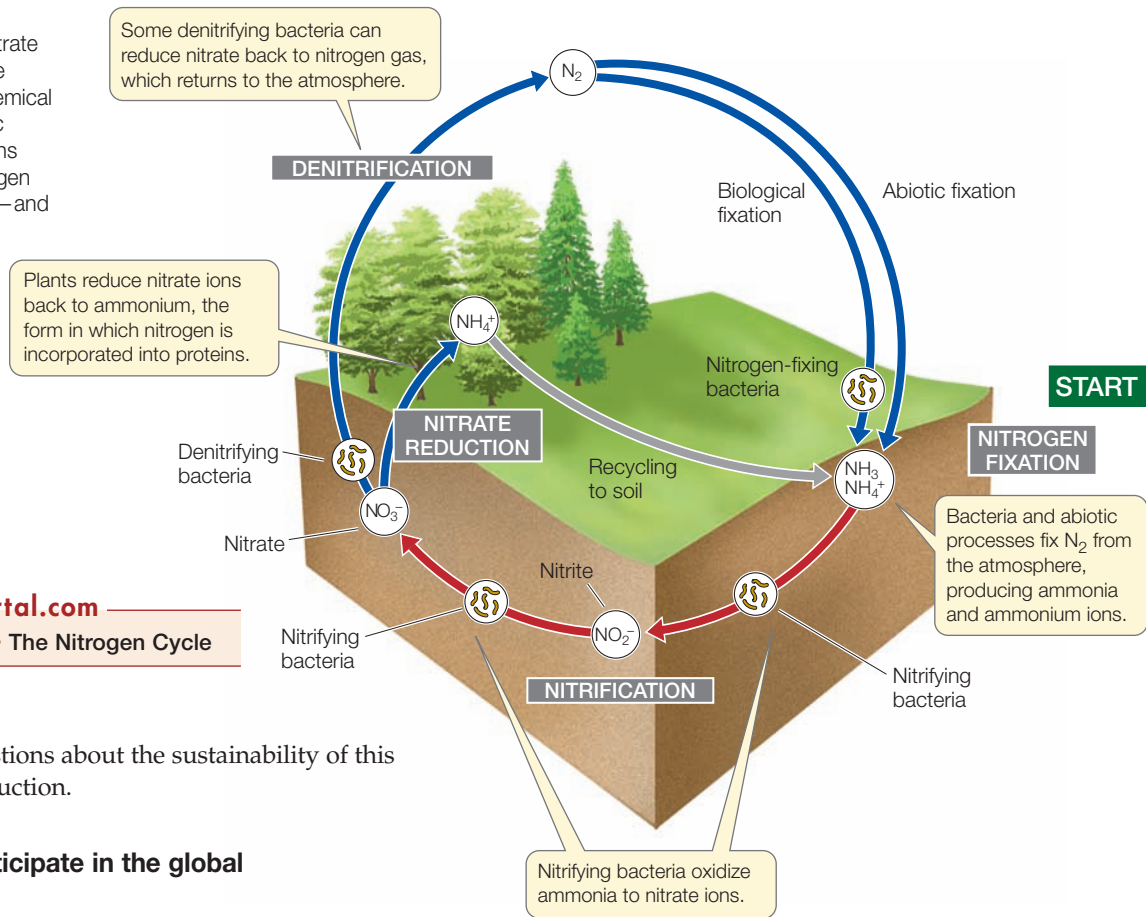 trate
e
emical
c
ns
gen
—and
Some denitrifying bacteria can
reduce nitrate back to nitrogen gas,
which returns to the atmosphere.
N₂
DENITRIFICATION
Biological
fixation
Abiotic fixation
Plants reduce nitrate ions
back to ammonium, the
form in which nitrogen is
incorporated into proteins.
NH₄⁺
Nitrogen-fixing
bacteria
START
NITRATE
REDUCTION
NITROGEN
FIXATION
Denitrifying
bacteria
Recycling
to soil
NH₃
NH₄⁺
NO₃⁻
Nitrate
Bacteria and abiotic
processes fix N₂ from
the atmosphere,
producing ammonia
and ammonium ions.
Nitrite
NO₂⁻
rtal.com
The Nitrogen Cycle
Nitrifying
bacteria
Nitrifying
bacteria
NITRIFICATION
stions about the sustainability of this
uction.
ticipate in the global
Nitrifying bacteria oxidize
ammonia to nitrate ions.